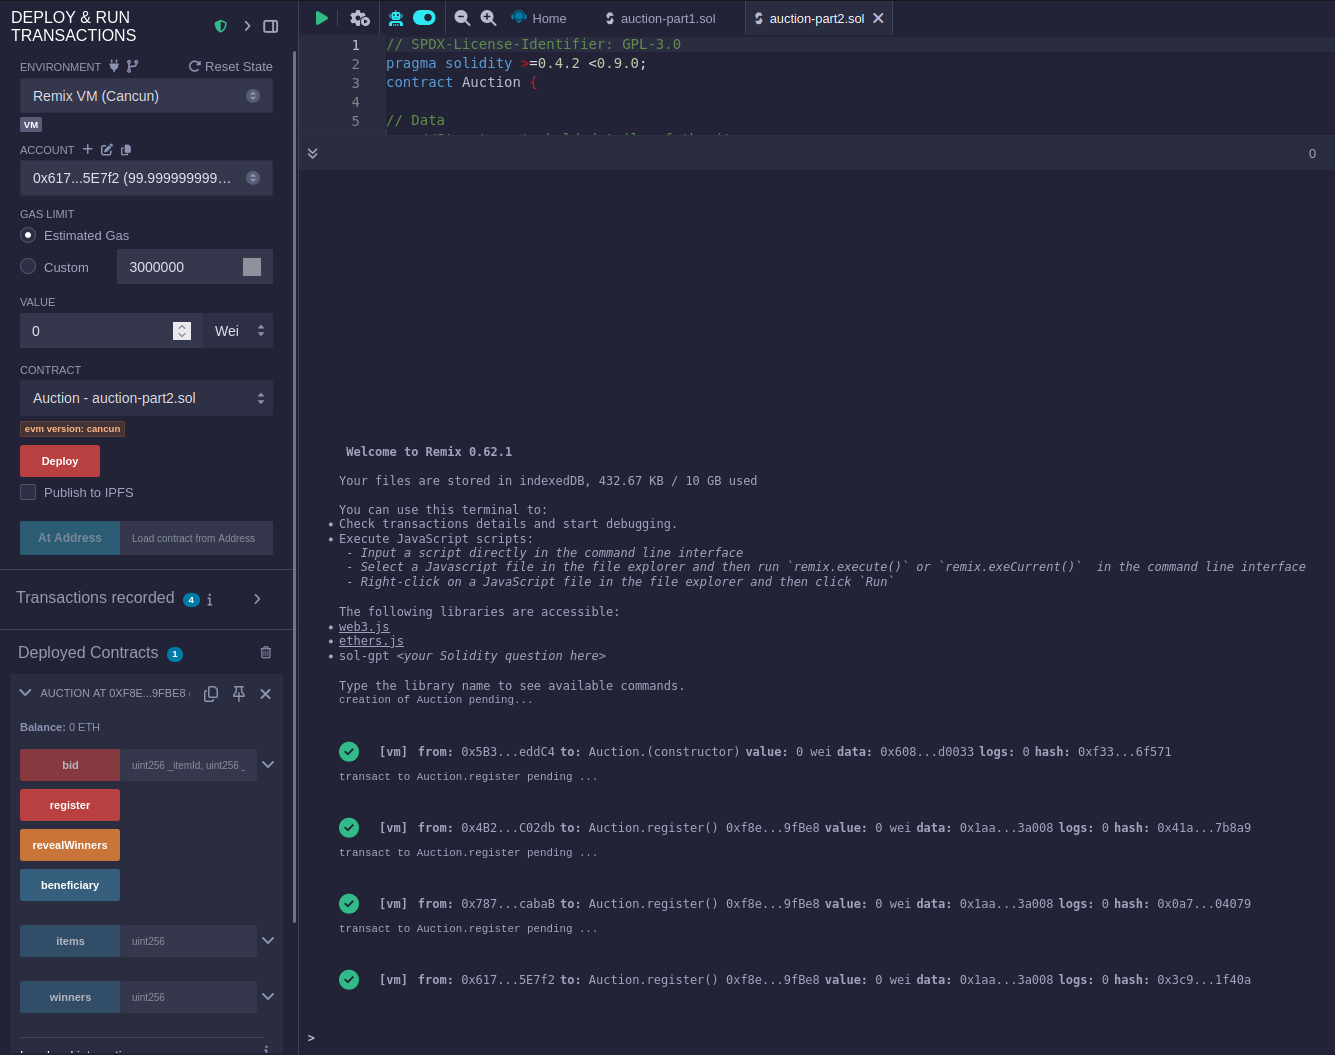 DEPLOY & RUN
TRANSACTIONS
ENVIRONMENT
Reset State
Remix VM (Cancun)
VM
ACCOUNT
0x617...5E7f2 (99.999999999...
GAS LIMIT
Estimated Gas
Custom
3000000
VALUE
0
Wei
CONTRACT
Auction - auction-part2.sol
evm version: cancun
Deploy
Publish to IPFS
At Address
Load contract from Address
Transactions recorded 4
Deployed Contracts 1
AUCTION AT 0XF8E...9FBE8
Balance: 0 ETH
bid
uint256 _itemId, uint256 _
register
revealWinners
beneficiary
items
uint256
winners
uint256
Home
auction-part1.sol
auction-part2.sol
1 // SPDX-License-Identifier: GPL-3.0
2 pragma solidity >=0.4.2 <0.9.0;
3 contract Auction {
4
5 // Data
0
Welcome to Remix 0.62.1
Your files are stored in indexedDB, 432.67 KB / 10 GB used
You can use this terminal to:
• Check transactions details and start debugging.
• Execute JavaScript scripts:
- Input a script directly in the command line interface
- Select a Javascript file in the file explorer and then run `remix.execute()` or `remix.exeCurrent()`  in the command line interface
- Right-click on a JavaScript file in the file explorer and then click `Run`
The following libraries are accessible:
• web3.js
• ethers.js
• sol-gpt <your Solidity question here>
Type the library name to see available commands.
creation of Auction pending...
[vm] from: 0x5B3...eddC4 to: Auction.(constructor) value: 0 wei data: 0x608...d0033 logs: 0 hash: 0xf33...6f571
transact to Auction.register pending ...
[vm] from: 0x4B2...C02db to: Auction.register() 0xf8e...9fBe8 value: 0 wei data: 0x1aa...3a008 logs: 0 hash: 0x41a...7b8a9
transact to Auction.register pending ...
[vm] from: 0x787...cabaB to: Auction.register() 0xf8e...9fBe8 value: 0 wei data: 0x1aa...3a008 logs: 0 hash: 0x0a7...04079
transact to Auction.register pending ...
[vm] from: 0x617...5E7f2 to: Auction.register() 0xf8e...9fBe8 value: 0 wei data: 0x1aa...3a008 logs: 0 hash: 0x3c9...1f40a
>